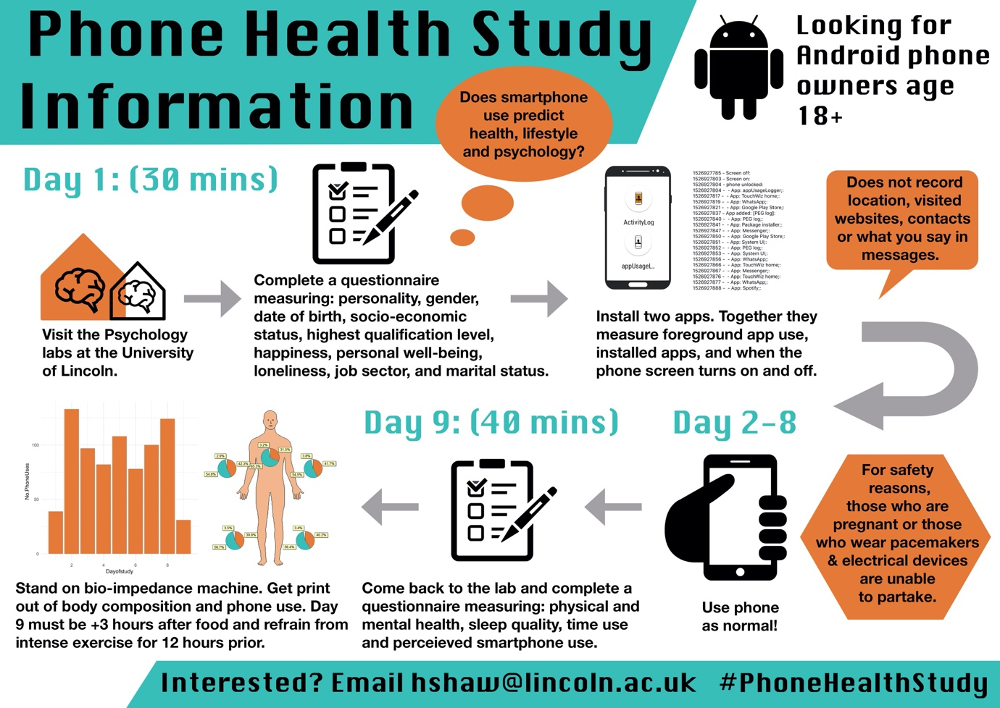 Phone Health Study
Information
Looking for
Android phone
owners age
18+
Does smartphone
use predict
health, lifestyle
and psychology?
Day 1: (30 mins)
Visit the Psychology
labs at the University
of Lincoln.
Complete a questionnaire
measuring: personality, gender,
date of birth, socio-economic
status, highest qualification level,
happiness, personal well-being,
loneliness, job sector, and marital status.
ActivityLog
appUsageL..
1526927785 - Screen off:
1526927803 - Screen on:
1526927804 - phone unlocked:
1526927804 - - App: appUsageLogger;:
1526927817 - - App: TouchWiz home;:
1526927819 - - App: WhatsApp;:
1526927821 - - App: Google Play Store;:
1526927837 - App added: [PEG log]:
1526927840 - - App: PEG log;:
1526927841 - - App: Package installer;:
1526927847 - - App: Messenger;:
1526927850 - - App: Google Play Store;:
1526927851 - - App: System UI;:
1526927852 - - App: PEG log;:
1526927853 - - App: System UI;:
1526927856 - - App: WhatsApp;:
1526927866 - - App: TouchWiz home;:
1526927867 - - App: Messenger;:
1526927876 - - App: TouchWiz home;:
1526927877 - - App: WhatsApp;:
1526927888 - - App: Spotify;:
Install two apps. Together they
measure foreground app use,
installed apps, and when the
phone screen turns on and off.
Does not record
location, visited
websites, contacts
or what you say in
messages.
Day 2-8
Use phone
as normal!
For safety
reasons,
those who are
pregnant or those
who wear pacemakers
& electrical devices
are unable
to partake.
Day 9: (40 mins)
Come back to the lab and complete a
questionnaire measuring: physical and
mental health, sleep quality, time use
and perceieved smartphone use.
No.PhoneUses
100
50
0
2 4 6 8
Dayofstudy
3.2%
31.5%
65.3%
2.9%
42.3%
54.8%
3.8%
41.7%
54.5%
3.5%
39.8%
56.7%
3.4%
40.2%
56.4%
Stand on bio-impedance machine. Get print
out of body composition and phone use. Day
9 must be +3 hours after food and refrain from
intense exercise for 12 hours prior.
Interested? Email hshaw@lincoln.ac.uk #PhoneHealthStudy